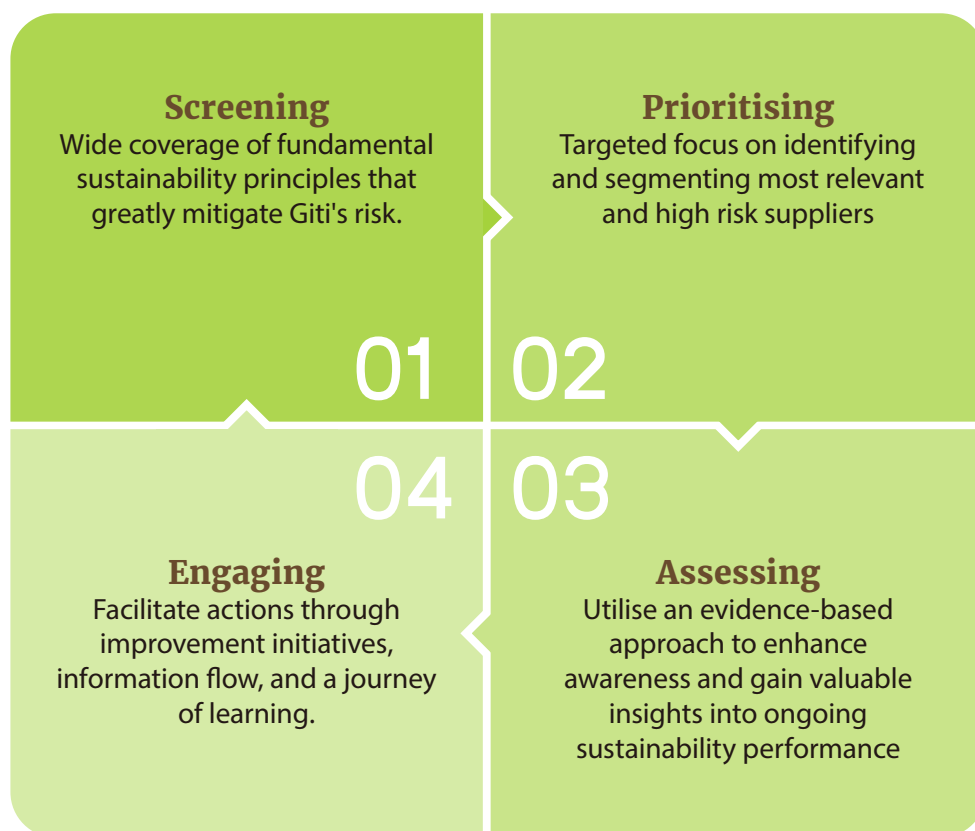 Screening
Wide coverage of fundamental
sustainability principles that
greatly mitigate Giti's risk.
01
Prioritising
Targeted focus on identifying
and segmenting most relevant
and high risk suppliers
02
03
Assessing
Utilise an evidence-based
approach to enhance
awareness and gain valuable
insights into ongoing
sustainability performance
04
Engaging
Facilitate actions through
improvement initiatives,
information flow, and a journey
of learning.